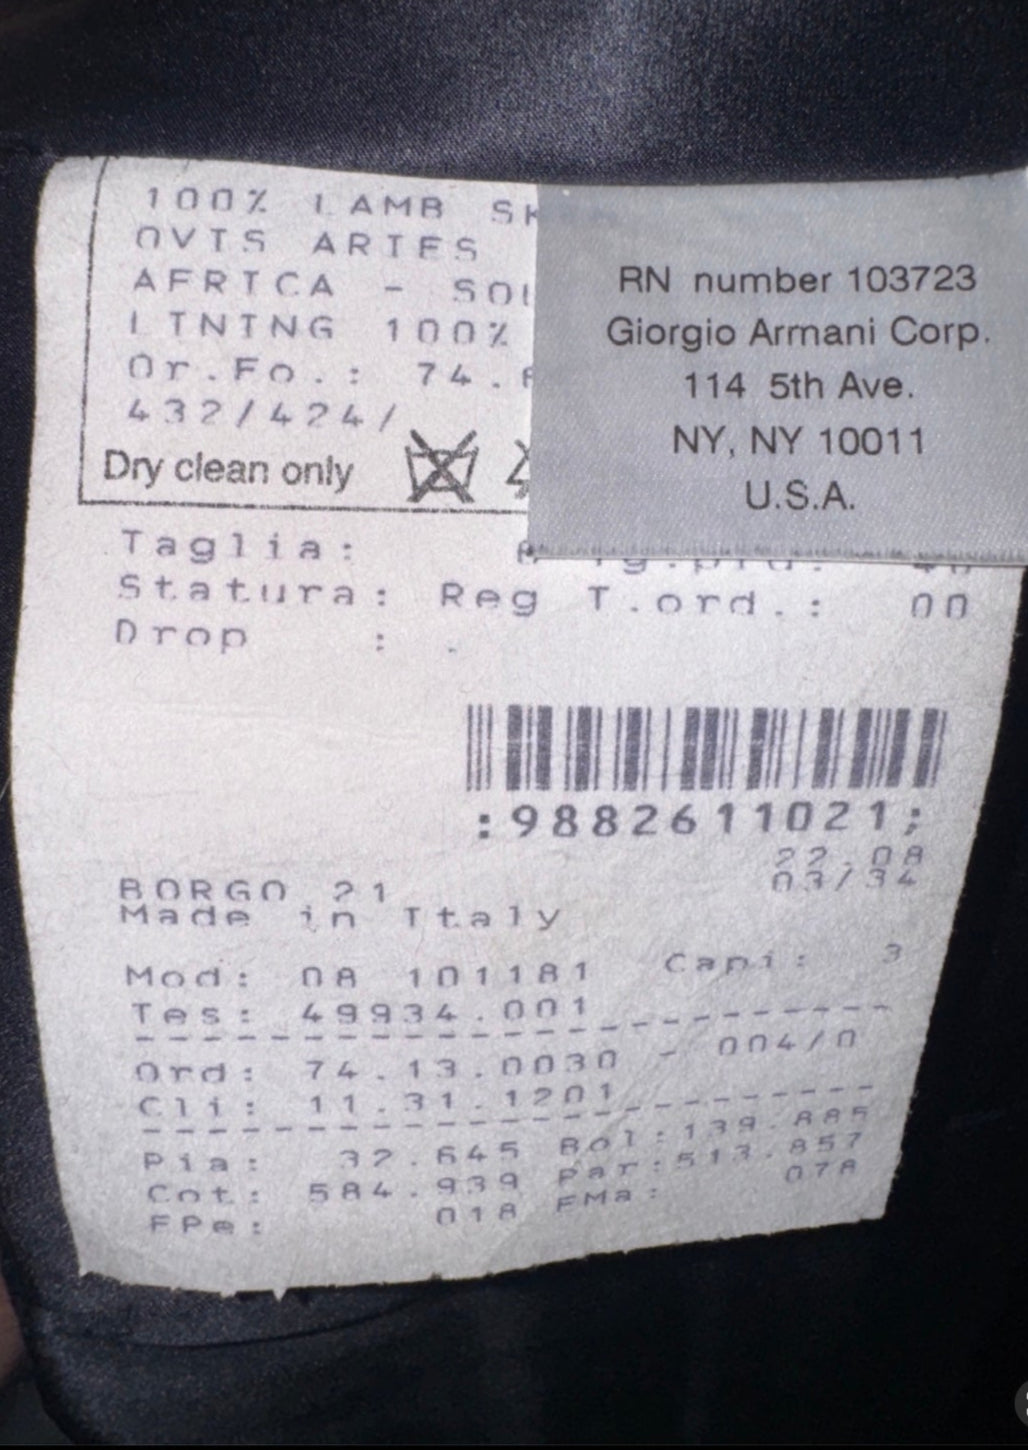 100% LAMB SK
OVIS ARIES
AFRICA - SOU
LINING 100%
Or.Fo.: 74.
432/424/
Dry clean only
RN number 103723
Giorgio Armani Corp.
114 5th Ave.
NY, NY 10011
U.S.A.
Taglia:
Statura: Reg T.ord.: 00
Drop : .
:9882611021;
22.08
03/34
BORGO 21
Made in Italy
Mod: 08 101181 Capi: 3
Tes: 49934.001
Ord: 74.13.0030 - 004/0
Cli: 11.31.1201
Pia: 32.645 Bol:139.885
Cot: 584.939 Par:513.857
FPe: 018 FMa: 078